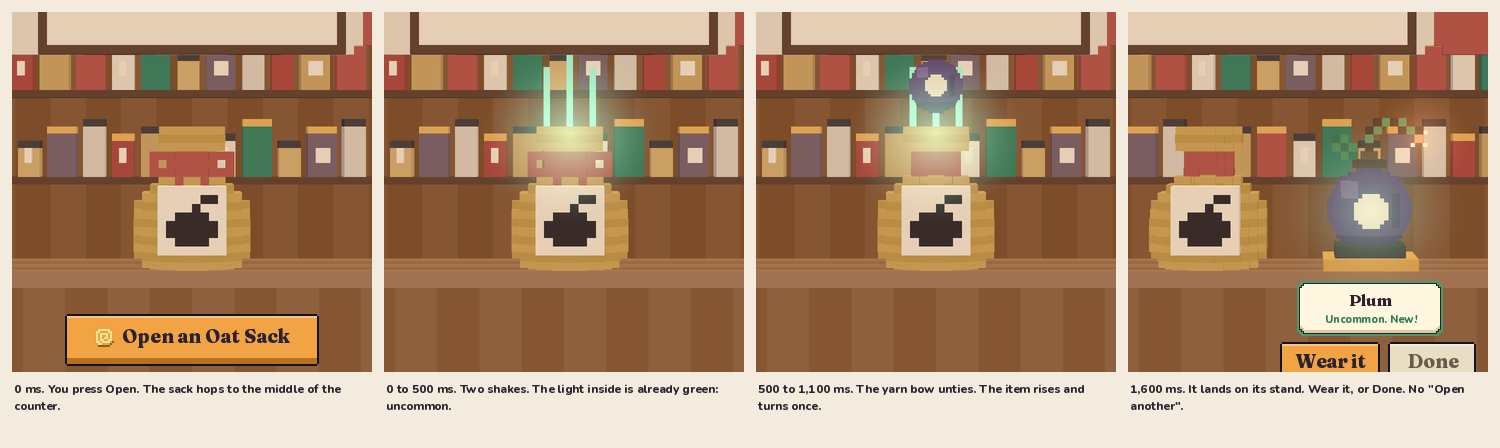 Open an Oat Sack
Plum
Uncommon. New!
Wear it
Done
0 ms. You press Open. The sack hops to the middle of the
counter.
0 to 500 ms. Two shakes. The light inside is already green:
uncommon.
500 to 1,100 ms. The yarn bow unties. The item rises and
turns once.
1,600 ms. It lands on its stand. Wear it, or Done. No "Open
another".